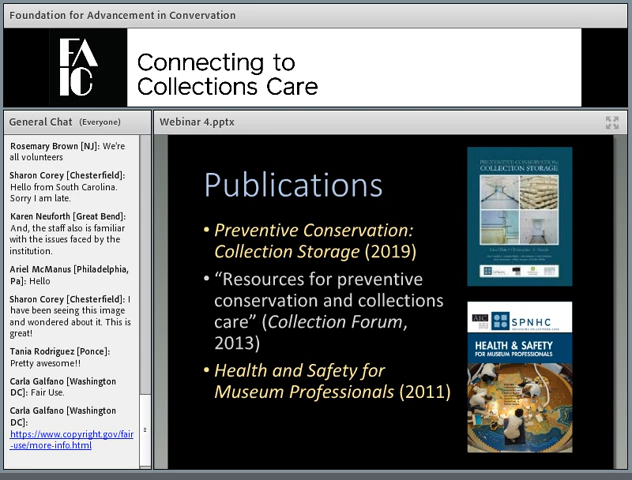 Foundation for Advancement in Convervation
FA
IC
Connecting to
Collections Care
General Chat (Everyone)
Rosemary Brown [NJ]: We're
all volunteers
Sharon Corey [Chesterfield]:
Hello from South Carolina.
Sorry I am late.
Karen Neuforth [Great Bend]:
And, the staff also is familiar
with the issues faced by the
institution.
Ariel McManus [Philadelphia,
Pa]: Hello
Sharon Corey [Chesterfield]: I
have been seeing this image
and wondered about it. This is
great!
Tania Rodriguez [Ponce]:
Pretty awesome!!
Carla Galfano [Washington
DC]: Fair Use.
Carla Galfano [Washington
DC]:
https://www.copyright.gov/fair
-use/more-info.html
Webinar 4.pptx
Publications
• Preventive Conservation:
Collection Storage (2019)
• “Resources for preventive
conservation and collections
care” (Collection Forum,
2013)
• Health and Safety for
Museum Professionals (2011)
PREVENTIVE CONSERVATION:
COLLECTION STORAGE
AIC SPNHC
HEALTH & SAFETY
FOR MUSEUM PROFESSIONALS